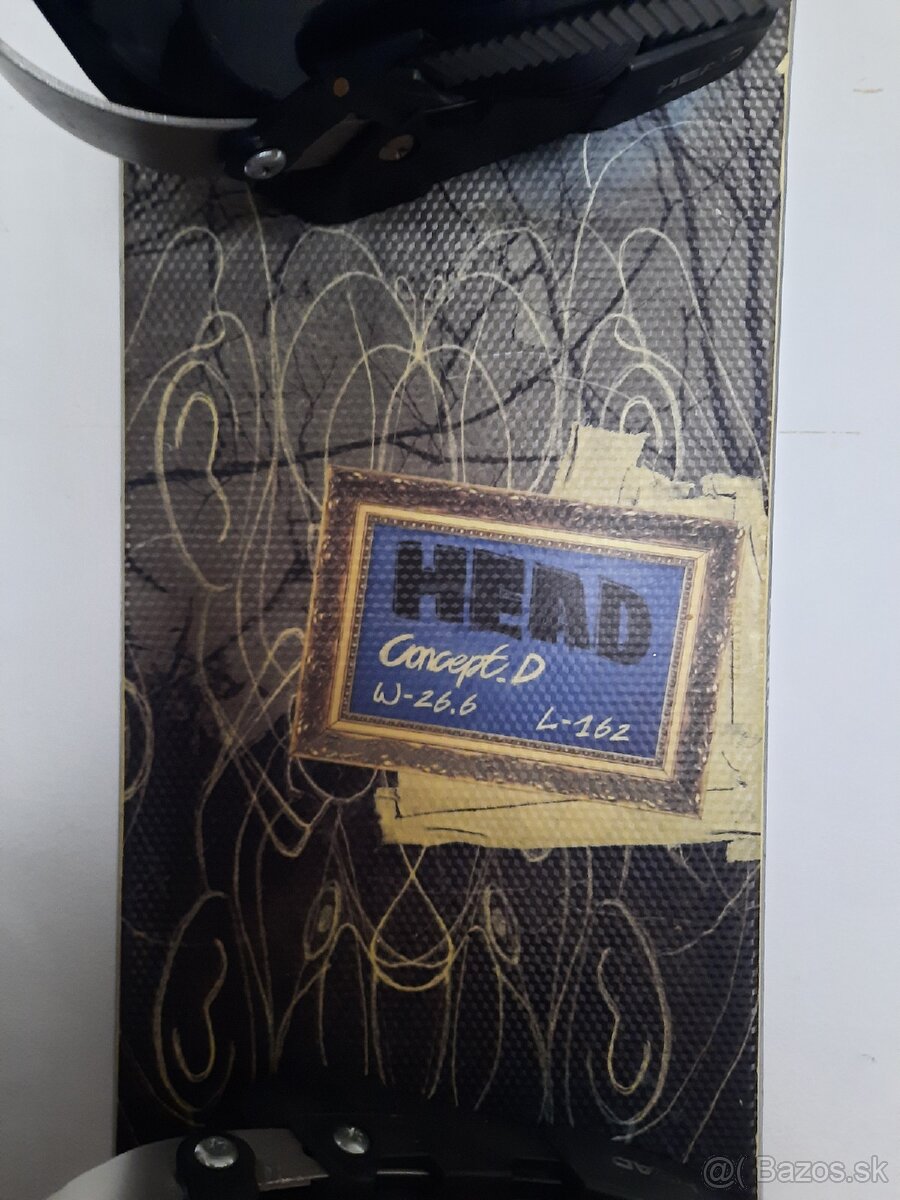 HEAD
HEAD
Concept.D
W-26.6 L-162
@( Bazos.sk